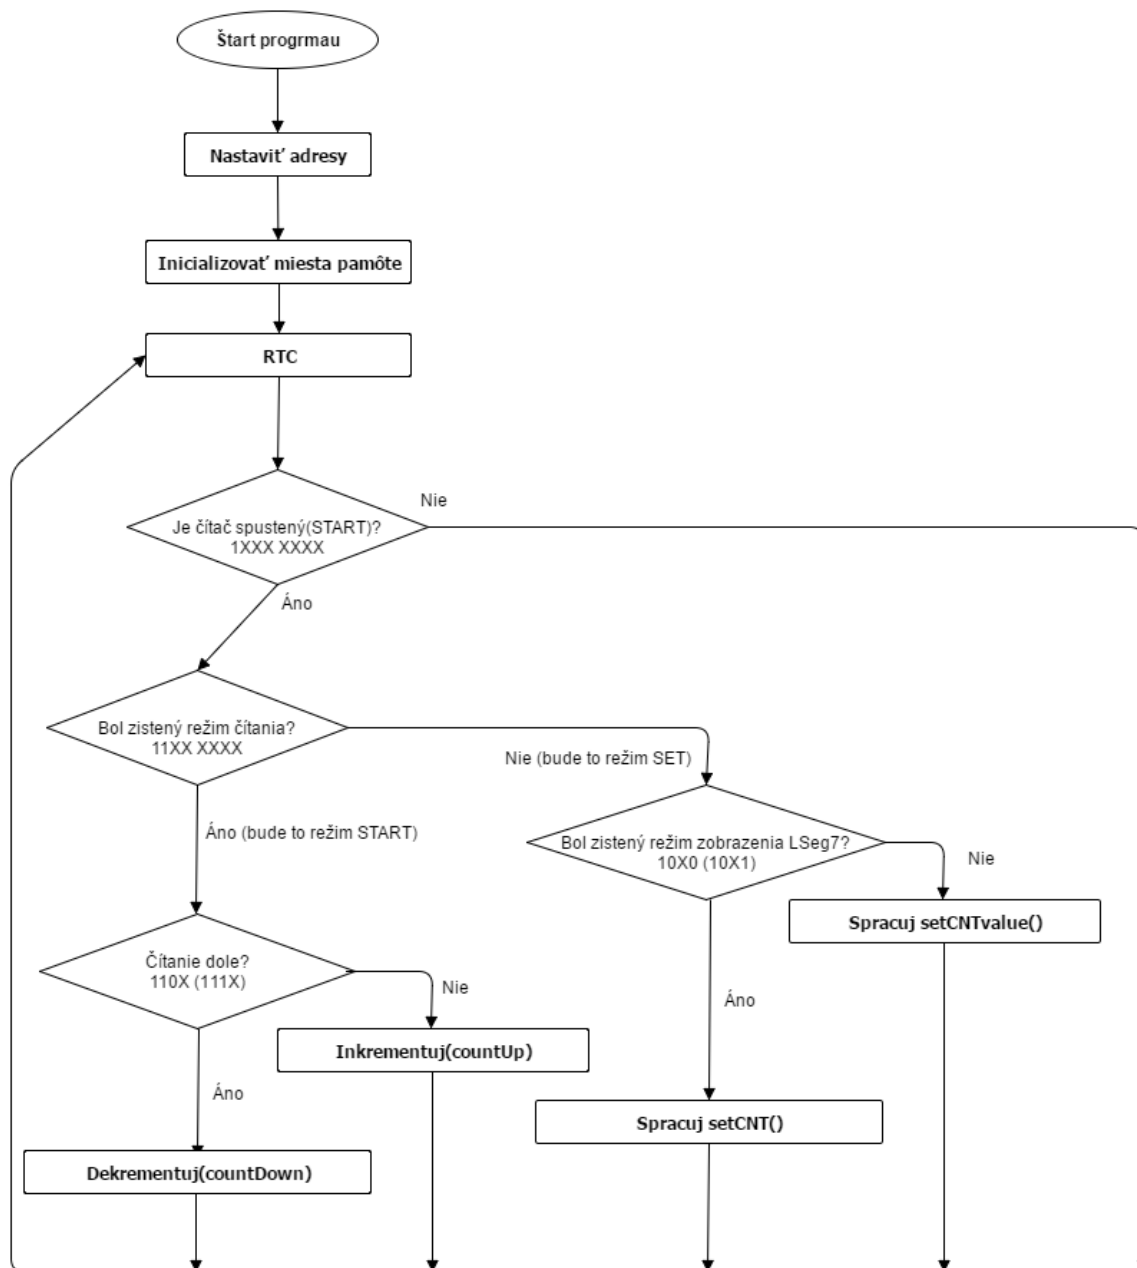 Štart progrmau
Nastaviť adresy
Inicializovať miesta pamôte
RTC
Nie
Je čítač spustený(START)?
1XXX XXXX
Áno
Bol zistený režim čítania?
11XX XXXX
Nie (bude to režim SET)
Áno (bude to režim START)
Bol zistený režim zobrazenia LSeg7?
10X0 (10X1)
Nie
Spracuj setCNTvalue()
Čítanie dole?
110X (111X)
Nie
Áno
Inkrementuj(countUp)
Áno
Spracuj setCNT()
Dekrementuj(countDown)